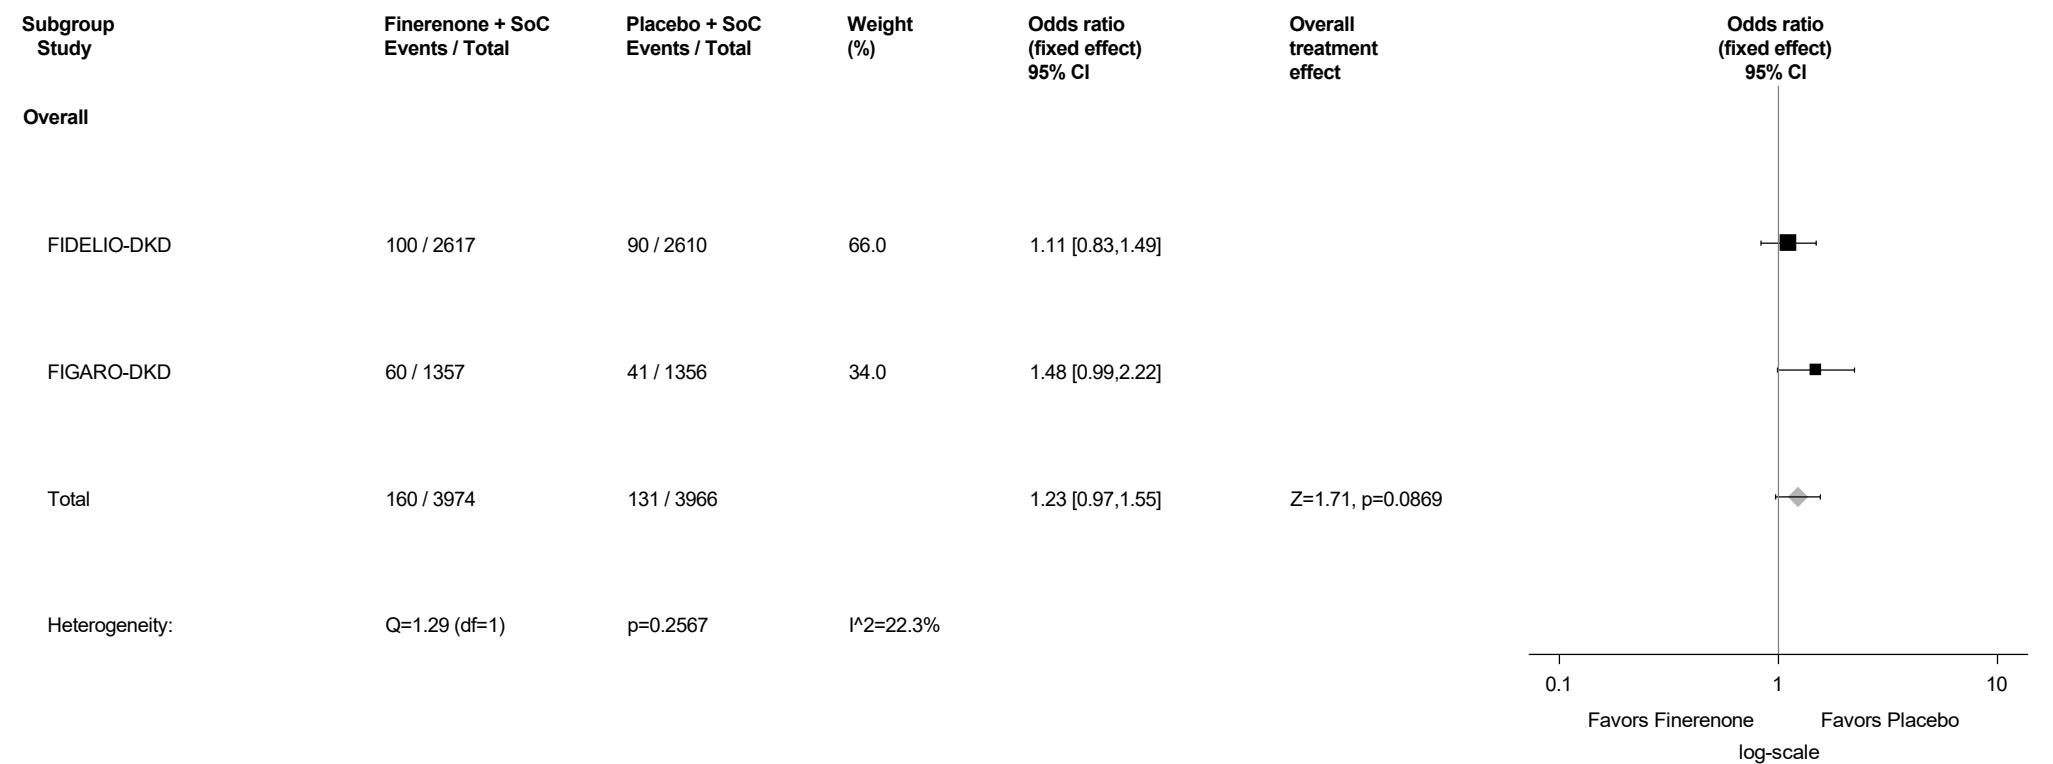 Subgroup Finerenone + SoC Placebo + SoC Weight Odds ratio Overall Odds ratio
Study Events / Total Events / Total (%) (fixed effect) treatment (fixed effect)
95% CI effect 95% CI
Overall
FIDELIO-DKD 100 / 2617 90 / 2610 66.0 1.11 [0.83,1.49]
FIGARO-DKD 60 / 1357 41 / 1356 34.0 1.48 [0.99,2.22]
Total 160 / 3974 131 / 3966 1.23 [0.97,1.55] Z=1.71, p=0.0869
Heterogeneity: Q=1.29 (df=1) p=0.2567 I^2=22.3%
0.1 1 10
Favors Finerenone Favors Placebo
log-scale